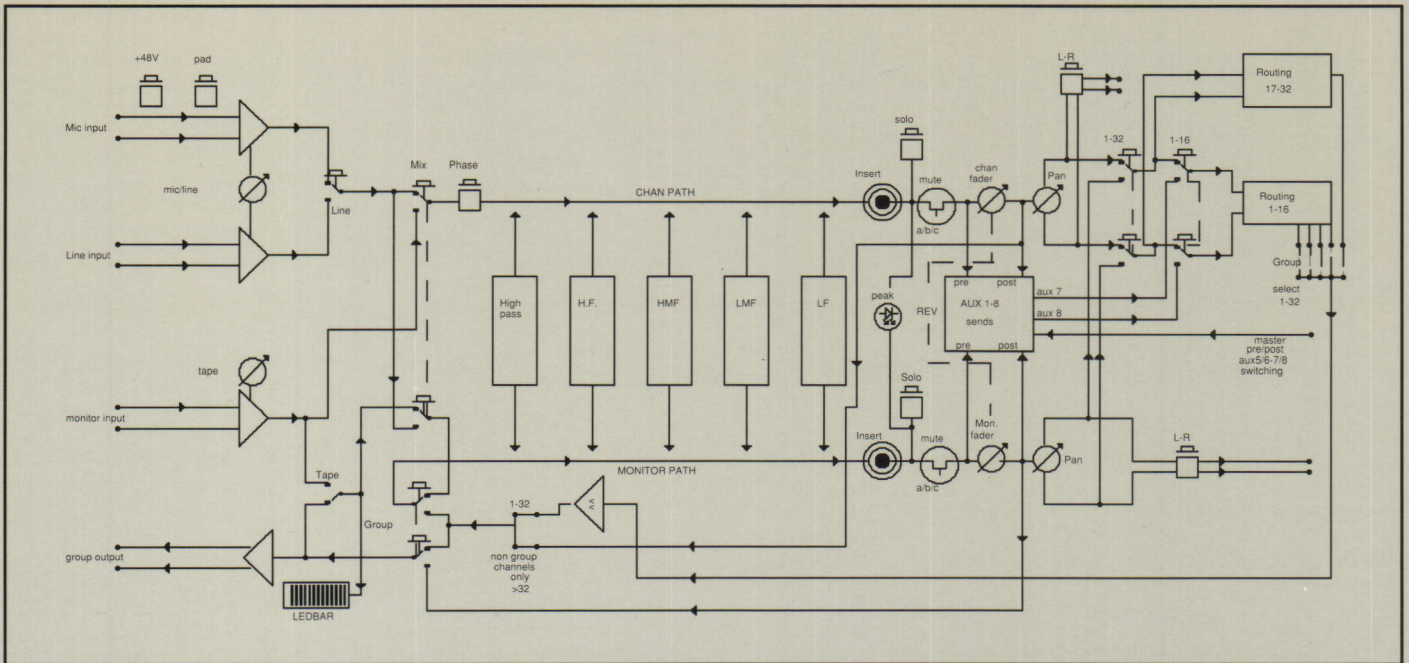 +48V
pad
Mic input
mic/line
Line input
Line
Mix
Phase
CHAN PATH
High
pass
H.F.
HMF
LMF
LF
Insert
solo
mute
a/b/c
chan
fader
Pan
L-R
1-32
1-16
Routing
17-32
Routing
1-16
Group
select
1-32
peak
REV
pre
post
AUX 1-8
sends
pre
post
aux 7
aux 8
master
pre/post
aux5/6-7/8
switching
tape
monitor input
Tape
Group
group output
LEDBAR
MONITOR PATH
1-32
<<
non group
channels
only
>32
Solo
Insert
mute
a/b/c
Mon.
fader
Pan
L-R